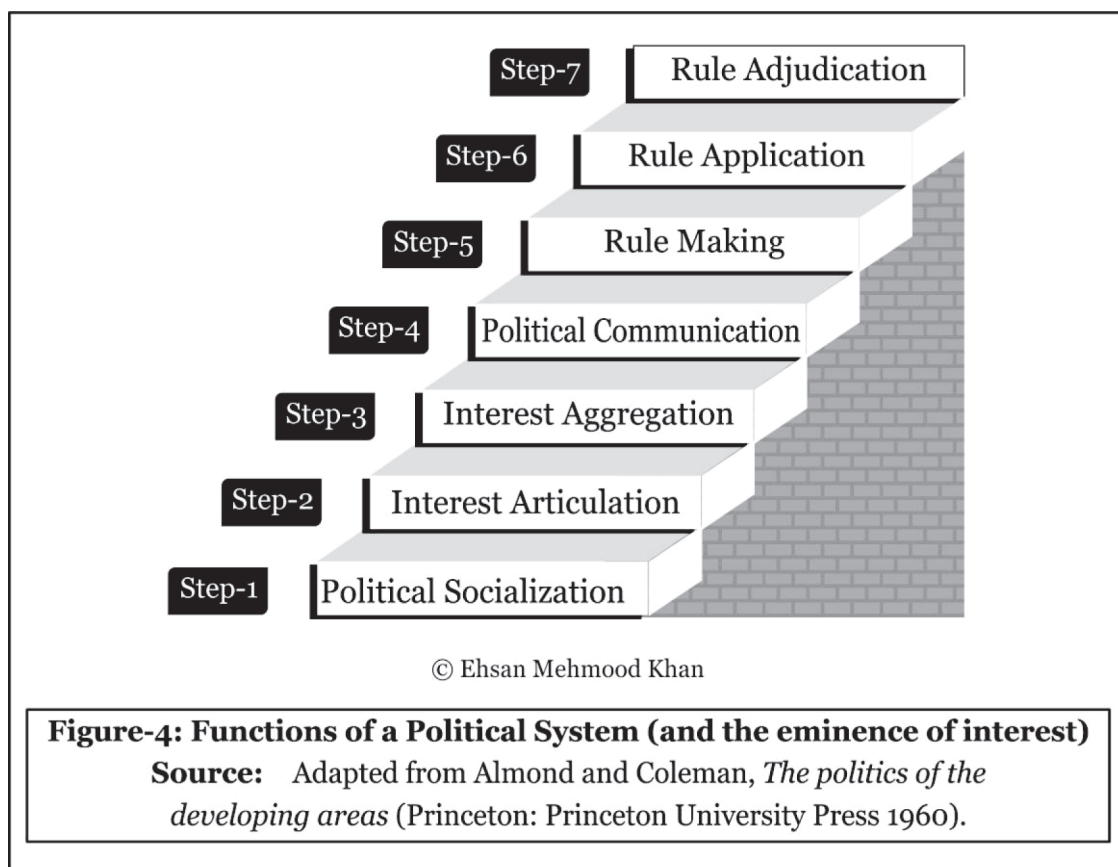 Step-7 Rule Adjudication
Step-6 Rule Application
Step-5 Rule Making
Step-4 Political Communication
Step-3 Interest Aggregation
Step-2 Interest Articulation
Step-1 Political Socialization
© Ehsan Mehmood Khan
Figure-4: Functions of a Political System (and the eminence of interest)
Source: Adapted from Almond and Coleman, The politics of the
developing areas (Princeton: Princeton University Press 1960).